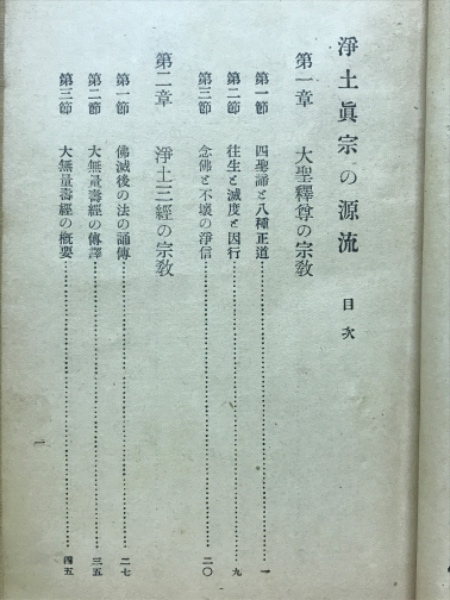 淨土眞宗の源流 目次
第一章 大聖釋尊の宗教
第一節 四聖諦と八種正道 一
第二節 往生と滅度と因行 九
第三節 念佛と不壞の淨信 二〇
第二章 淨土三經の宗教
第一節 佛滅後の法の誦傳 二七
第二節 大無量壽經の傳譯 三五
第三節 大無量壽經の概要 四五
一